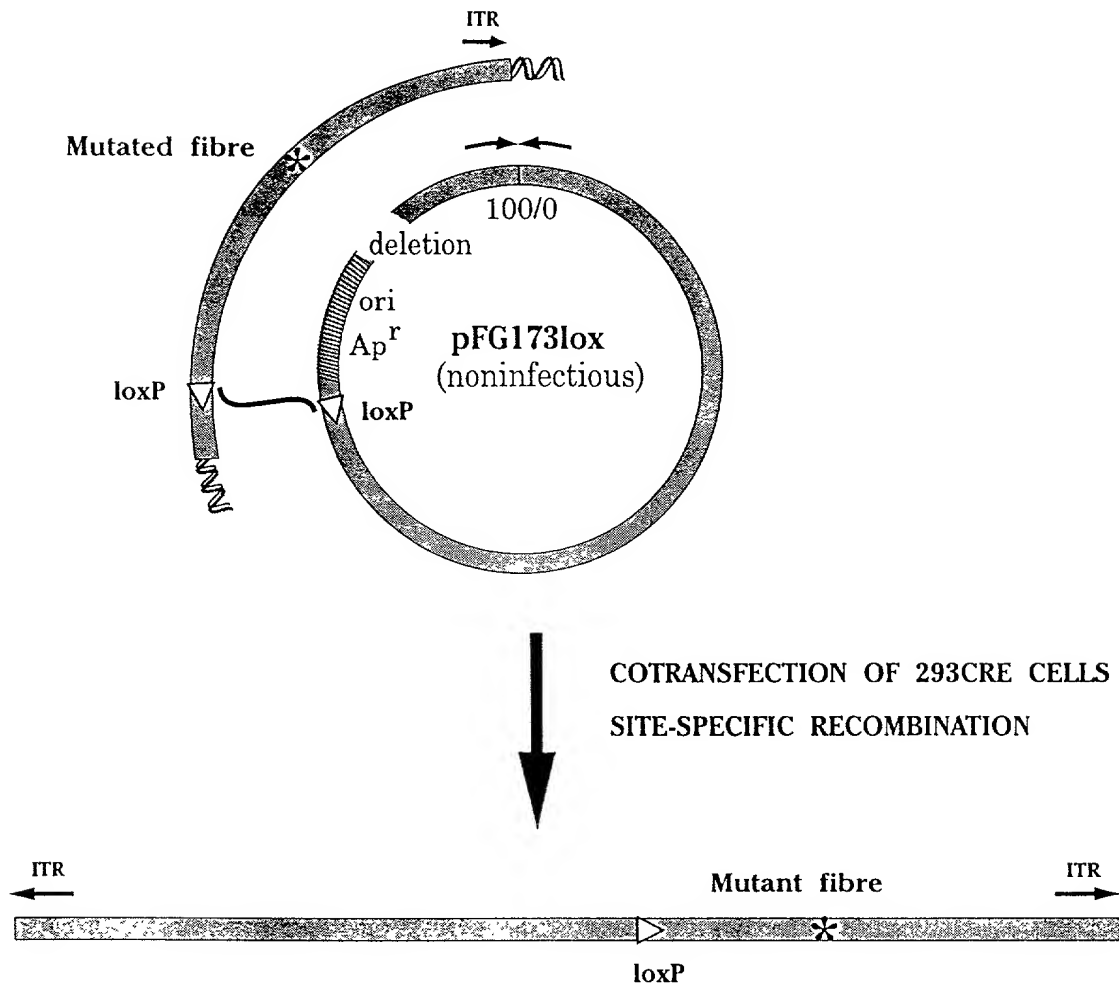 ITR
Mutated fibre
100/0
deletion
ori
Ap^r
pFG173lox
(noninfectious)
loxP
loxP
COTRANSFECTION OF 293CRE CELLS
SITE-SPECIFIC RECOMBINATION
ITR
Mutant fibre
ITR
loxP